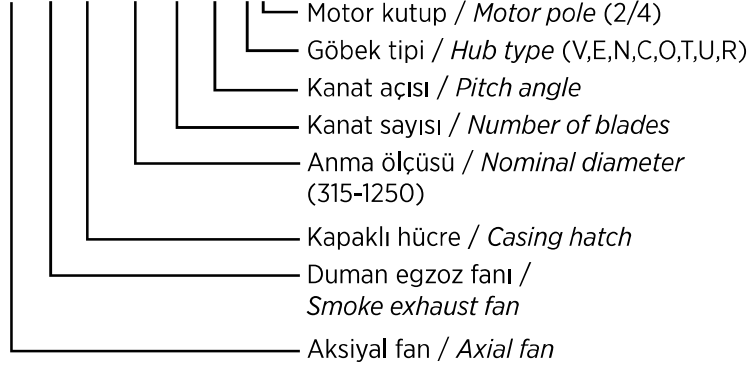 Motor kutup / Motor pole (2/4)
Göbek tipi / Hub type (V,E,N,C,O,T,U,R)
Kanat açısı / Pitch angle
Kanat sayısı / Number of blades
Anma ölçüsü / Nominal diameter
(315-1250)
Kapaklı hücre / Casing hatch
Duman egzoz fanı /
Smoke exhaust fan
Aksiyal fan / Axial fan